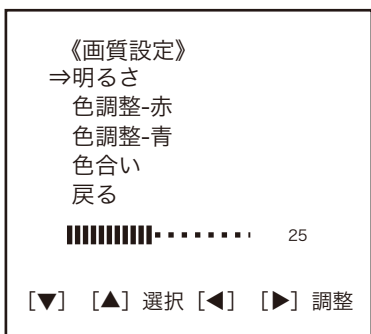 《画質設定》
⇒明るさ
色調整-赤
色調整-青
色合い
戻る
25
［▼］ ［▲］選択［◀］ ［▶］調整